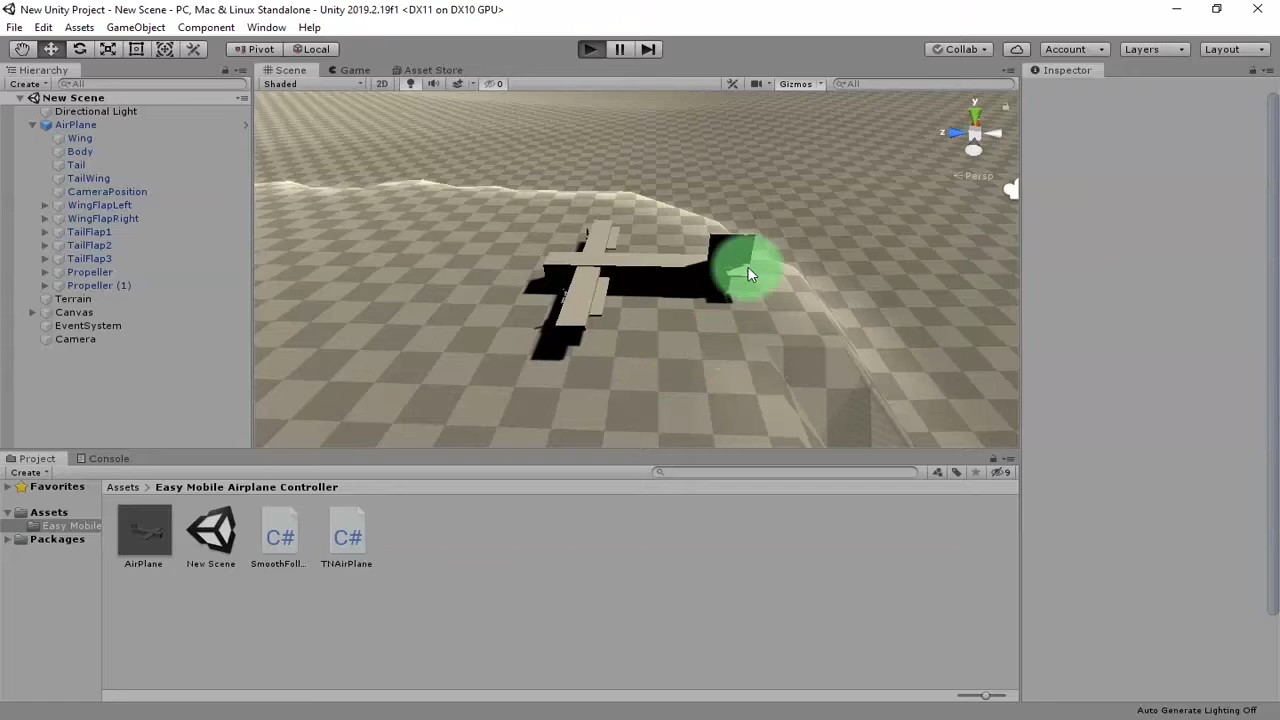 New Unity Project - New Scene - PC, Mac & Linux Standalone - Unity 2019.2.19f1 <DX11 on DX10 GPU>
File Edit Assets GameObject Component Window Help
Pivot Local Collab Account Layers Layout
Hierarchy Scene Game Asset Store Inspector
Create All Shaded 2D 0 Gizmos All
New Scene
Directional Light
AirPlane
Wing
Body
Tail
TailWing
CameraPosition
WingFlapLeft
WingFlapRight
TailFlap1
TailFlap2
TailFlap3
Propeller
Propeller (1)
Terrain
Canvas
EventSystem
Camera
y
z
Persp
Project Console
Create 9
Favorites
Assets
Easy Mobile
Packages
Assets > Easy Mobile Airplane Controller
C# C#
AirPlane New Scene SmoothFoll... TNAirPlane
Auto Generate Lighting Off